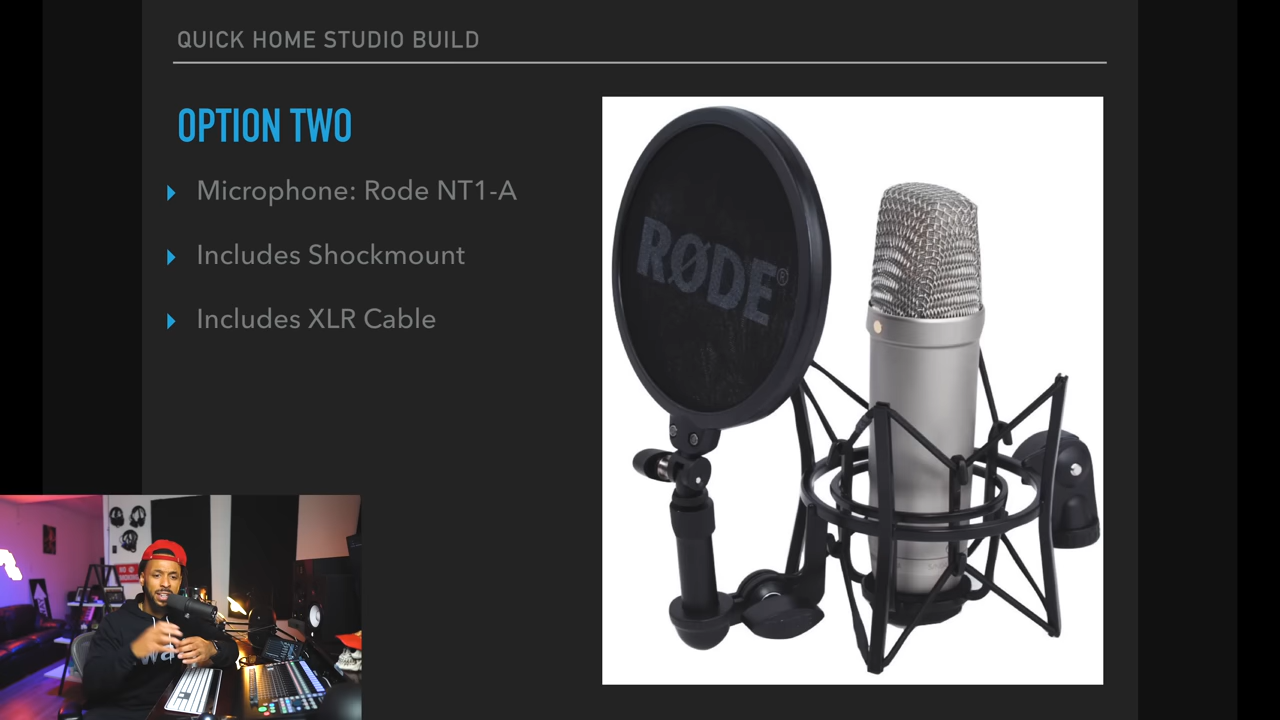 QUICK HOME STUDIO BUILD
OPTION TWO
Microphone: Rode NT1-A
Includes Shockmount
Includes XLR Cable
RØDE®